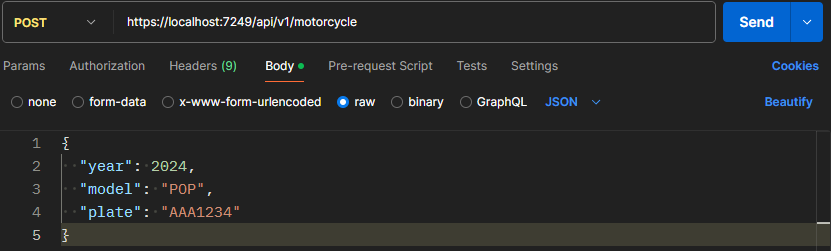 POST https://localhost:7249/api/v1/motorcycle Send
Params Authorization Headers (9) Body Pre-request Script Tests Settings Cookies
none form-data x-www-form-urlencoded raw binary GraphQL JSON Beautify
1 {
2 "year": 2024,
3 "model": "POP",
4 "plate": "AAA1234"
5 }